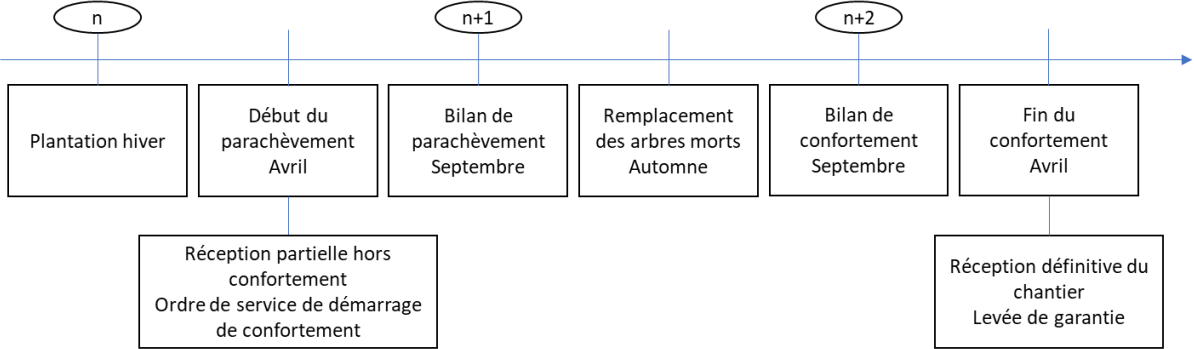 n
n+1
n+2
Plantation hiver
Début du
parachèvement
Avril
Bilan de
parachèvement
Septembre
Remplacement
des arbres morts
Automne
Bilan de
confortement
Septembre
Fin du
confortement
Avril
Réception partielle hors
confortement
Ordre de service de démarrage
de confortement
Réception définitive du
chantier
Levée de garantie